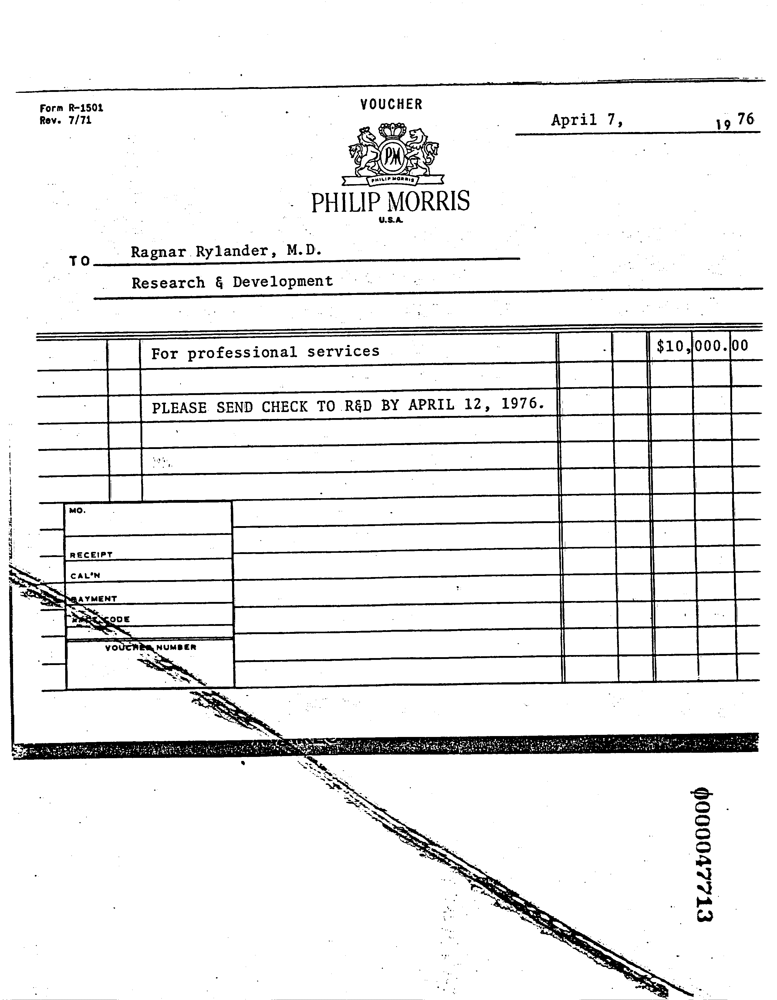 Form R-1501
Rev. 7/71
VOUCHER
April 7, 19 76
PM
PHILIP MORRIS
PHILIP MORRIS
U.S.A.
TO Ragnar Rylander, M.D.
Research & Development
For professional services $10,000.00
PLEASE SEND CHECK TO R&D BY APRIL 12, 1976.
MO.
RECEIPT
CAL'N
PAYMENT
CODE
VOUCHER NUMBER
0000047713